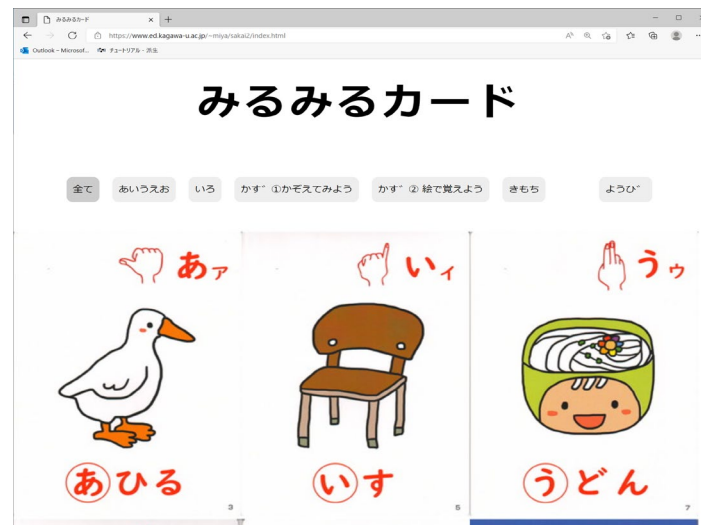 みるみるカード
https://www.ed.kagawa-u.ac.jp/~miya/sakai2/index.html
Outlook – Microsof... チュートリアル - 派生
みるみるカード
全て あいうえお いろ かず゛①かぞえてみよう かず゛② 絵で覚えよう きもち ようひ゛
あァ
いィ
うゥ
あひる
いす
うどん
3
5
7